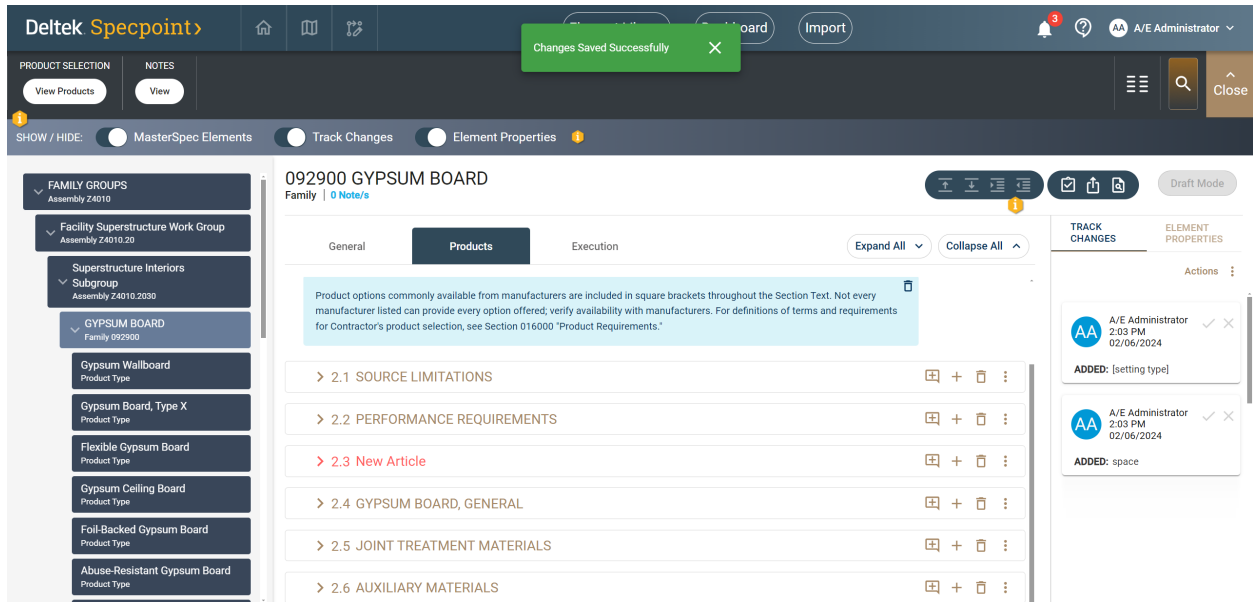 Deltek Specpoint
oard
Import
3
AA
A/E Administrator
Changes Saved Successfully
PRODUCT SELECTION
NOTES
View Products
View
Close
SHOW / HIDE:
MasterSpec Elements
Track Changes
Element Properties
FAMILY GROUPS
Assembly Z4010
Facility Superstructure Work Group
Assembly Z4010.20
Superstructure Interiors
Subgroup
Assembly Z4010.2030
GYPSUM BOARD
Family 092900
Gypsum Wallboard
Product Type
Gypsum Board, Type X
Product Type
Flexible Gypsum Board
Product Type
Gypsum Ceiling Board
Product Type
Foil-Backed Gypsum Board
Product Type
Abuse-Resistant Gypsum Board
Product Type
092900 GYPSUM BOARD
Family | 0 Note/s
Draft Mode
General
Products
Execution
Expand All
Collapse All
Product options commonly available from manufacturers are included in square brackets throughout the Section Text. Not every
manufacturer listed can provide every option offered; verify availability with manufacturers. For definitions of terms and requirements
for Contractor's product selection, see Section 016000 "Product Requirements."
2.1 SOURCE LIMITATIONS
2.2 PERFORMANCE REQUIREMENTS
2.3 New Article
2.4 GYPSUM BOARD, GENERAL
2.5 JOINT TREATMENT MATERIALS
2.6 AUXILIARY MATERIALS
TRACK
CHANGES
ELEMENT
PROPERTIES
Actions
AA
A/E Administrator
2:03 PM
02/06/2024
ADDED: [setting type]
AA
A/E Administrator
2:03 PM
02/06/2024
ADDED: space